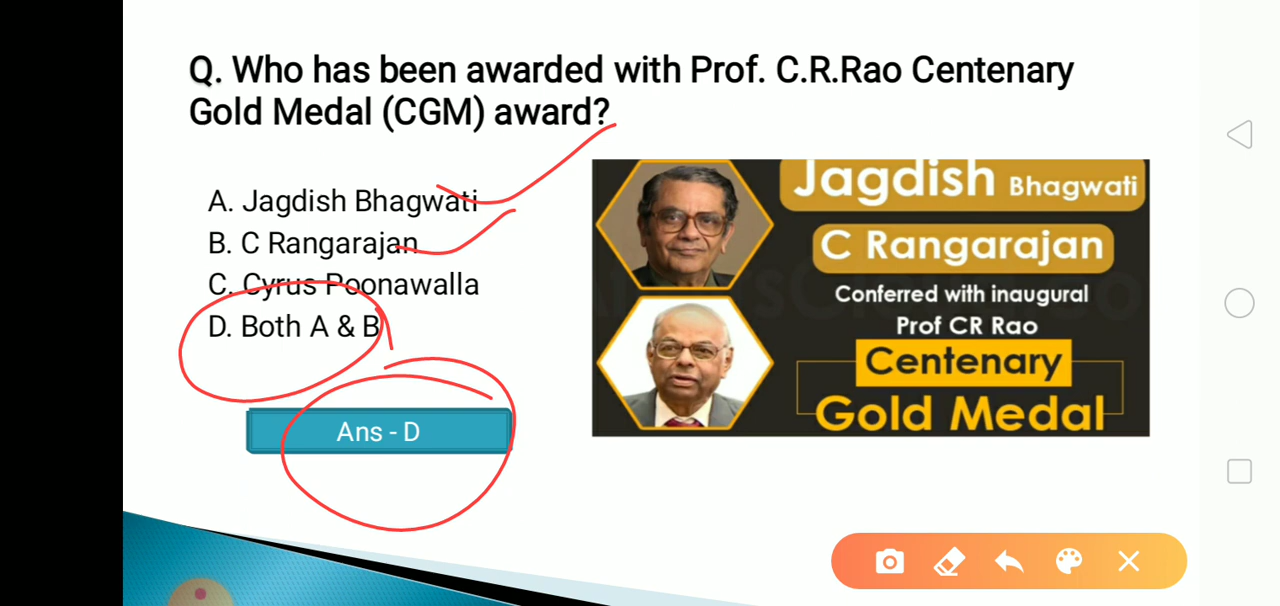 Q. Who has been awarded with Prof. C.R.Rao Centenary
Gold Medal (CGM) award?
A. Jagdish Bhagwati
B. C Rangarajan
C. Cyrus Poonawalla
D. Both A & B
Ans - D
Jagdish Bhagwati
C Rangarajan
Conferred with inaugural
Prof CR Rao
Centenary
Gold Medal